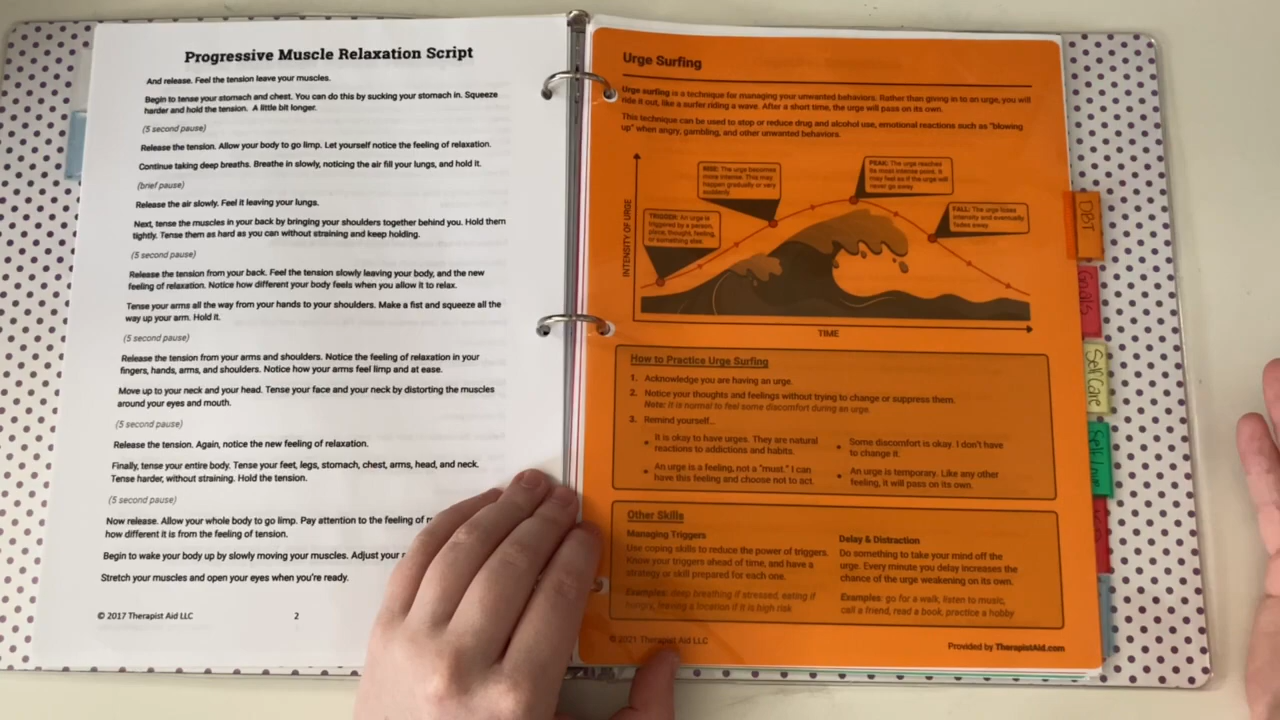 Progressive Muscle Relaxation Script
And release. Feel the tension leave your muscles.
Begin to tense your stomach and chest. You can do this by sucking your stomach in. Squeeze
harder and hold the tension. A little bit longer.
(5 second pause)
Release the tension. Allow your body to go limp. Let yourself notice the feeling of relaxation.
Continue taking deep breaths. Breathe in slowly, noticing the air fill your lungs, and hold it.
(brief pause)
Release the air slowly. Feel it leaving your lungs.
Next, tense the muscles in your back by bringing your shoulders together behind you. Hold them
tightly. Tense them as hard as you can without straining and keep holding.
(5 second pause)
Release the tension from your back. Feel the tension slowly leaving your body, and the new
feeling of relaxation. Notice how different your body feels when you allow it to relax.
Tense your arms all the way from your hands to your shoulders. Make a fist and squeeze all the
way up your arm. Hold it.
(5 second pause)
Release the tension from your arms and shoulders. Notice the feeling of relaxation in your
fingers, hands, arms, and shoulders. Notice how your arms feel limp and at ease.
Move up to your neck and your head. Tense your face and your neck by distorting the muscles
around your eyes and mouth.
(5 second pause)
Release the tension. Again, notice the new feeling of relaxation.
Finally, tense your entire body. Tense your feet, legs, stomach, chest, arms, head, and neck.
Tense harder, without straining. Hold the tension.
(5 second pause)
Now release. Allow your whole body to go limp. Pay attention to the feeling of
how different it is from the feeling of tension.
Begin to wake your body up by slowly moving your muscles. Adjust your
Stretch your muscles and open your eyes when you're ready.
© 2017 Therapist Aid LLC 2
Urge Surfing
Urge surfing is a technique for managing your unwanted behaviors. Rather than giving in to an urge, you will
ride it out, like a surfer riding a wave. After a short time, the urge will pass on its own.
This technique can be used to stop or reduce drug and alcohol use, emotional reactions such as "blowing
up" when angry, gambling, and other unwanted behaviors.
INTENSITY OF URGE
TRIGGER: An urge is
triggered by a person,
place, thought, feeling,
or something else.
RISE: The urge becomes
more intense. This may
happen gradually or very
suddenly.
PEAK: The urge reaches
its most intense point. It
may feel as if the urge will
never go away.
FALL: The urge loses
intensity and eventually
fades away.
TIME
How to Practice Urge Surfing
1. Acknowledge you are having an urge.
2. Notice your thoughts and feelings without trying to change or suppress them.
Note: It is normal to feel some discomfort during an urge.
3. Remind yourself...
• It is okay to have urges. They are natural
reactions to addictions and habits.
• An urge is a feeling, not a "must." I can
have this feeling and choose not to act.
• Some discomfort is okay. I don't have
to change it.
• An urge is temporary. Like any other
feeling, it will pass on its own.
Other Skills
Managing Triggers
Use coping skills to reduce the power of triggers.
Know your triggers ahead of time, and have a
strategy or skill prepared for each one.
Examples: deep breathing if stressed, eating if
hungry, leaving a location if it is high risk
Delay & Distraction
Do something to take your mind off the
urge. Every minute you delay increases the
chance of the urge weakening on its own.
Examples: go for a walk, listen to music,
call a friend, read a book, practice a hobby
© 2021 Therapist Aid LLC
Provided by TherapistAid.com
DBT
Goals
Self Care
Self Love